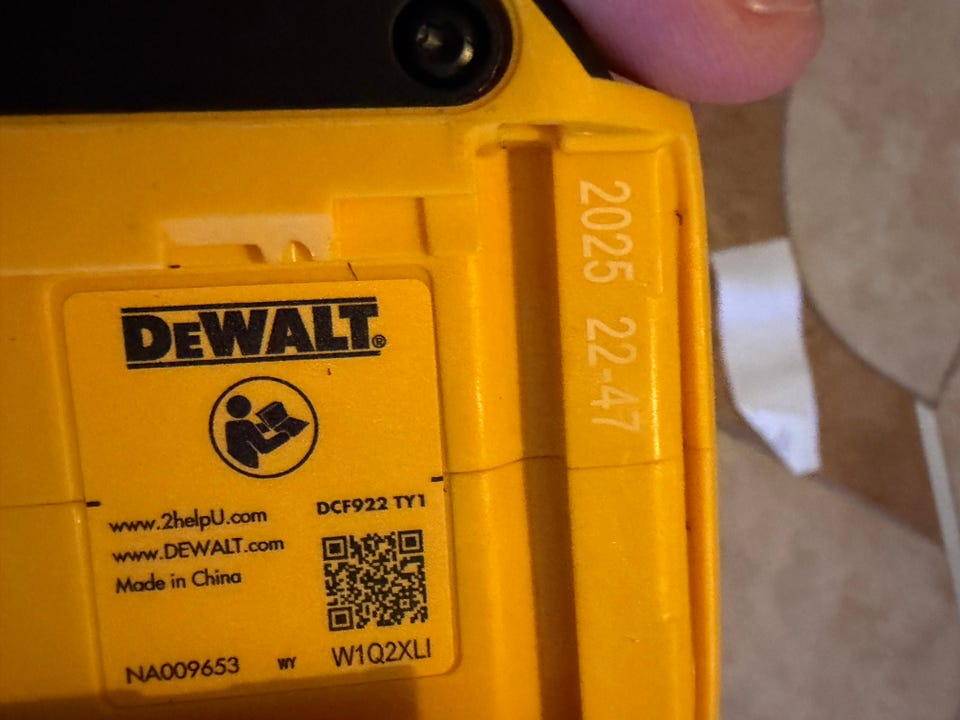 DEWALT®
www.2helpU.com
DCF922 TY1
www.DEWALT.com
Made in China
NA009653
WY
W1Q2XLI
2025 22-47